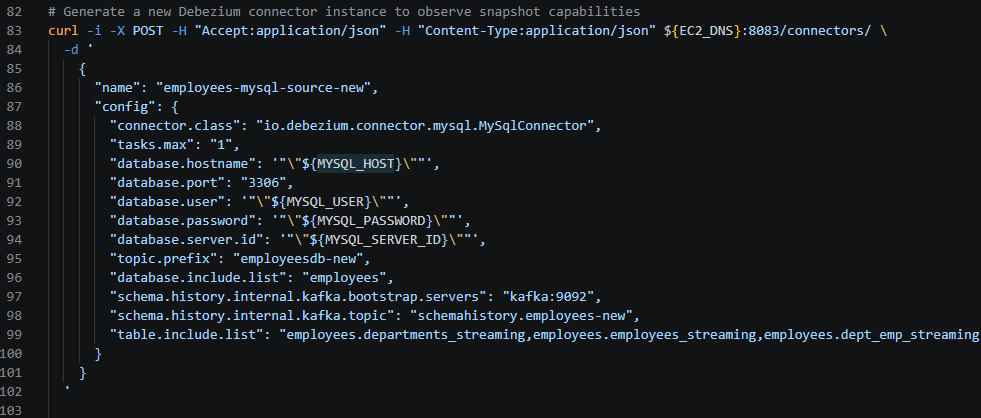 82 # Generate a new Debezium connector instance to observe snapshot capabilities
83 curl -i -X POST -H "Accept:application/json" -H "Content-Type:application/json" ${EC2_DNS}:8083/connectors/ \
84   -d '
85     {
86       "name": "employees-mysql-source-new",
87       "config": {
88         "connector.class": "io.debezium.connector.mysql.MySqlConnector",
89         "tasks.max": "1",
90         "database.hostname": '"\"${MYSQL_HOST}\""',
91         "database.port": "3306",
92         "database.user": '"\"${MYSQL_USER}\""',
93         "database.password": '"\"${MYSQL_PASSWORD}\""',
94         "database.server.id": '"\"${MYSQL_SERVER_ID}\""',
95         "topic.prefix": "employeesdb-new",
96         "database.include.list": "employees",
97         "schema.history.internal.kafka.bootstrap.servers": "kafka:9092",
98         "schema.history.internal.kafka.topic": "schemahistory.employees-new",
99         "table.include.list": "employees.departments_streaming,employees.employees_streaming,employees.dept_emp_streaming
100       }
101     }
102   '
103